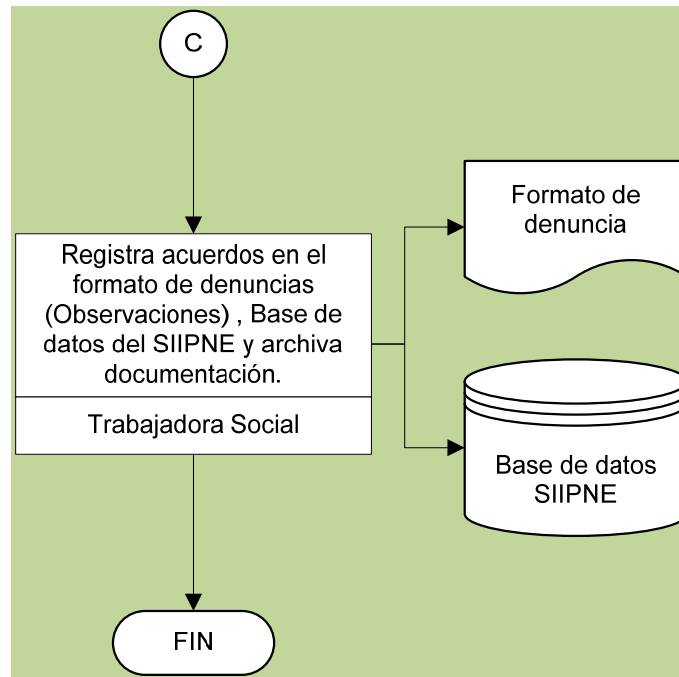 C
Registra acuerdos en el
formato de denuncias
(Observaciones) , Base de
datos del SIIPNE y archiva
documentación.
Trabajadora Social
Formato de
denuncia
Base de datos
SIIPNE
FIN